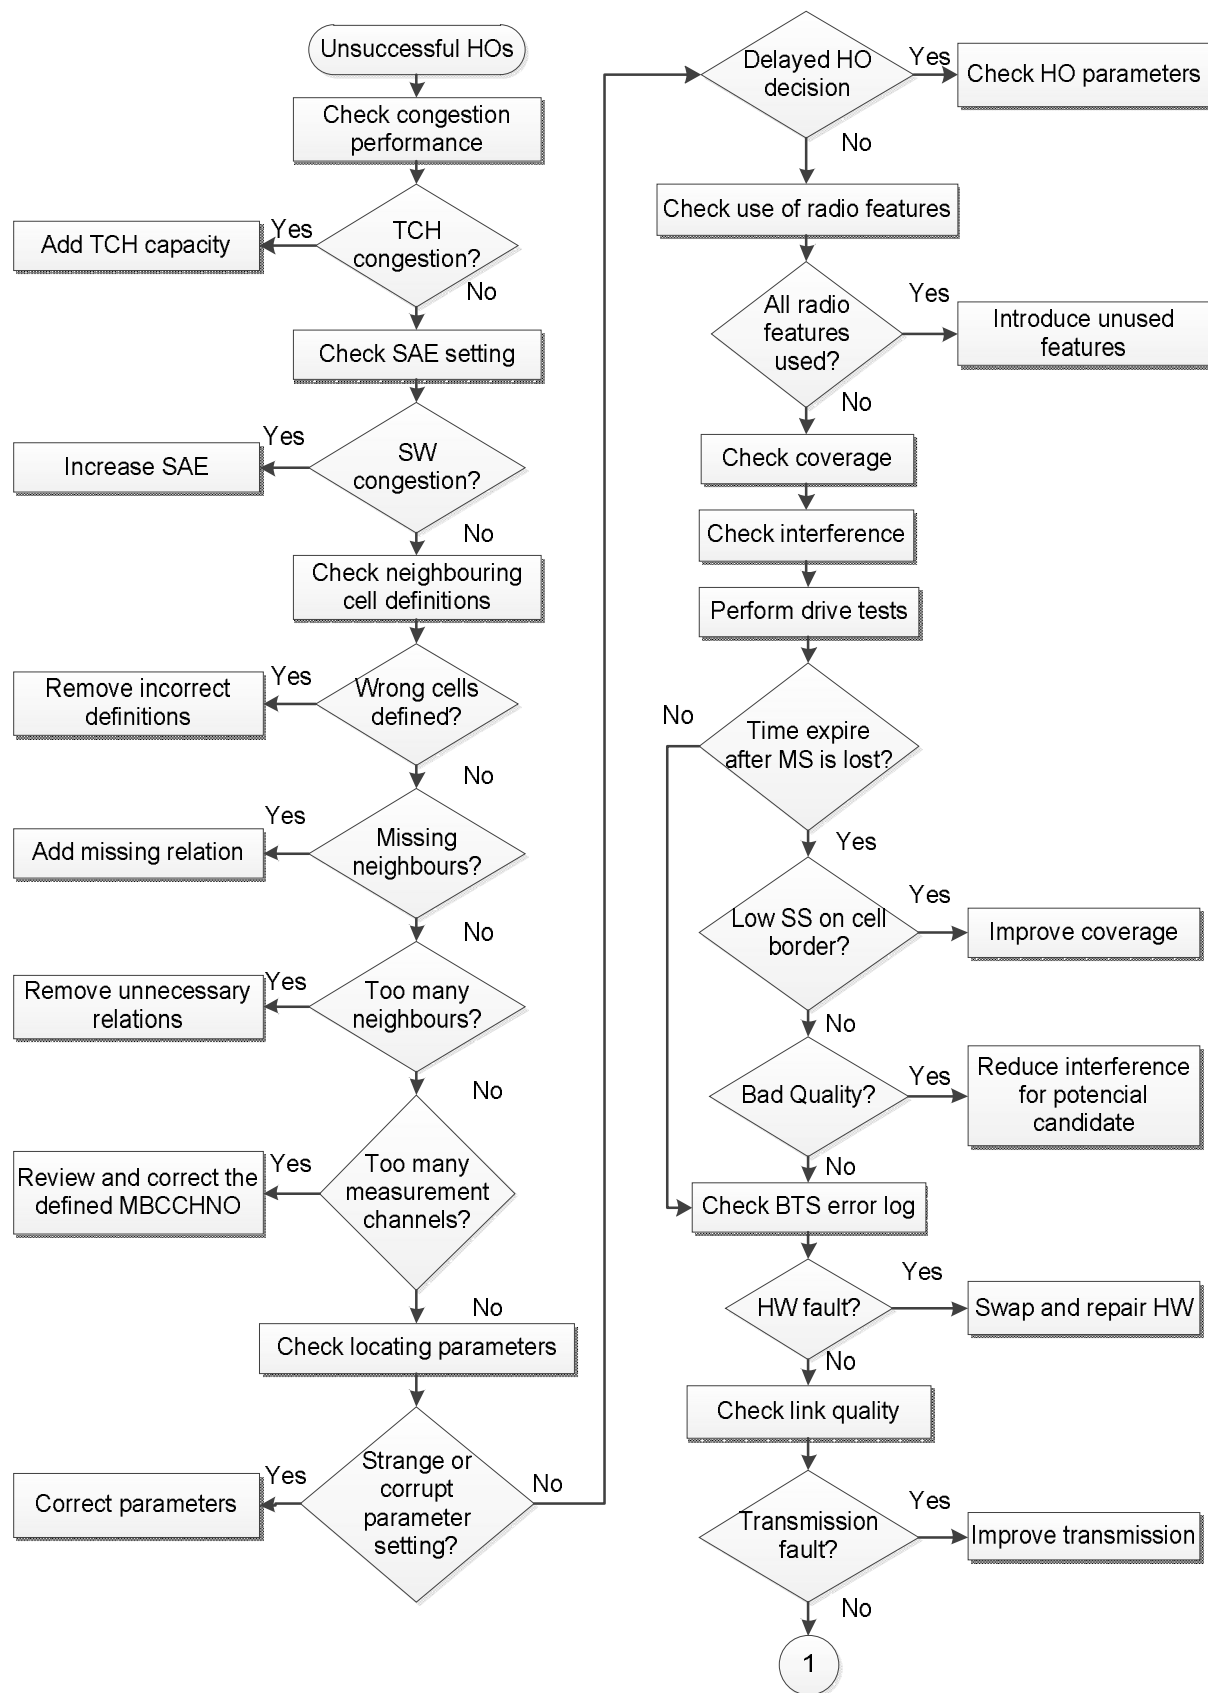 Unsuccessful HOs
Check congestion
performance
TCH
congestion?
Yes
Add TCH capacity
No
Check SAE setting
SW
congestion?
Yes
Increase SAE
No
Check neighbouring
cell definitions
Wrong cells
defined?
Yes
Remove incorrect
definitions
No
Missing
neighbours?
Yes
Add missing relation
No
Too many
neighbours?
Yes
Remove unnecessary
relations
No
Too many
measurement
channels?
Yes
Review and correct the
defined MBCCHNO
No
Check locating parameters
Strange or
corrupt
parameter
setting?
Yes
Correct parameters
No
Delayed HO
decision
Yes
Check HO parameters
No
Check use of radio features
All radio
features
used?
Yes
Introduce unused
features
No
Check coverage
Check interference
Perform drive tests
Time expire
after MS is lost?
No
Yes
Low SS on cell
border?
Yes
Improve coverage
No
Bad Quality?
Yes
Reduce interference
for potencial
candidate
No
Check BTS error log
HW fault?
Yes
Swap and repair HW
No
Check link quality
Transmission
fault?
Yes
Improve transmission
No
1